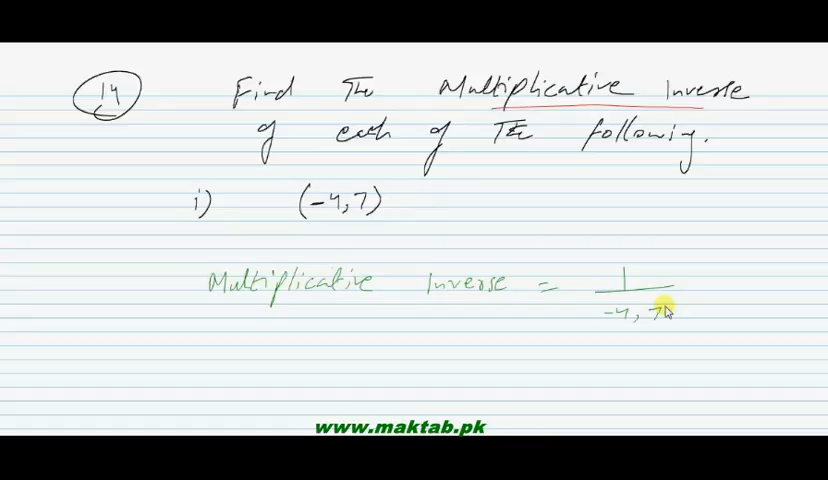 14 Find The Multiplicative Inverse
of each of The following.
i) (-4, 7)
Multiplicative Inverse = 1
-4, 7
www.maktab.pk